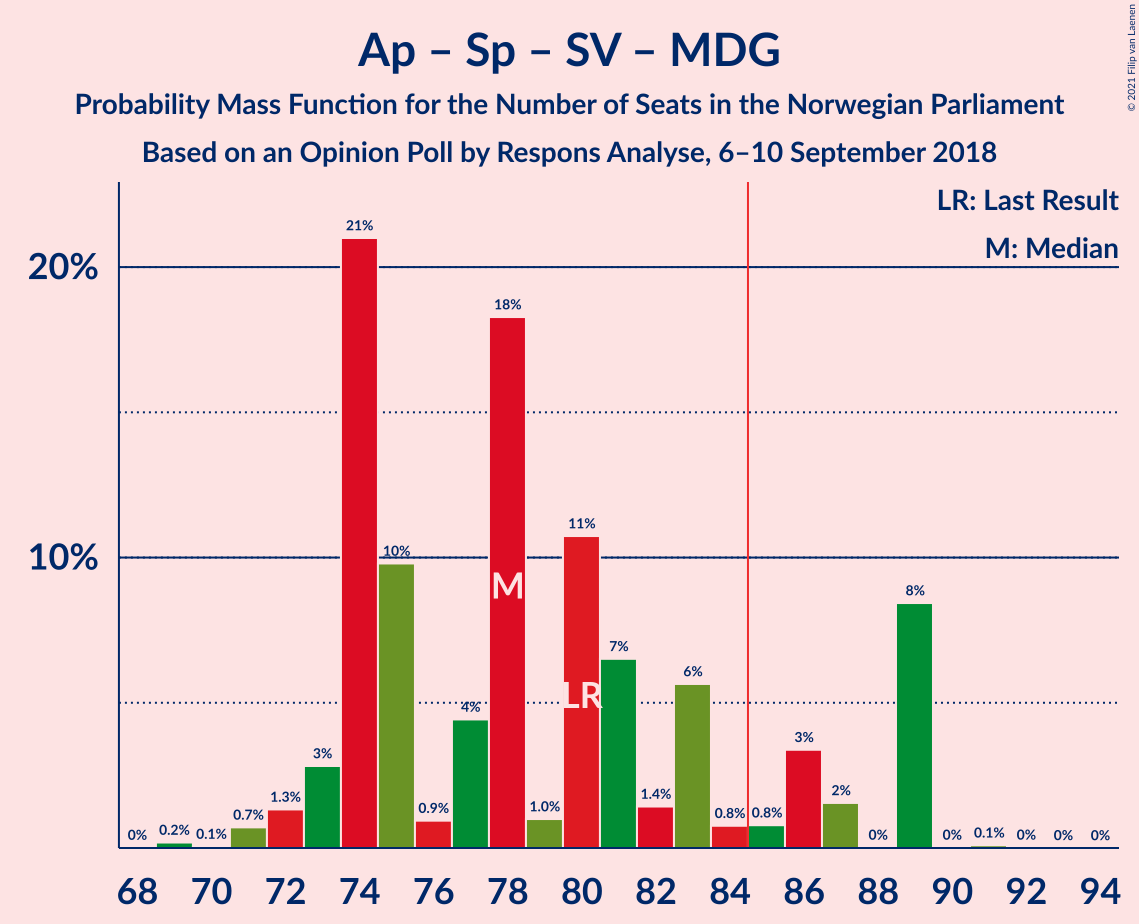 Ap – Sp – SV – MDG
Probability Mass Function for the Number of Seats in the Norwegian Parliament
Based on an Opinion Poll by Respons Analyse, 6–10 September 2018
© 2021 Filip van Laenen
LR: Last Result
M: Median
20%
10%
0% 0.2% 0.1% 0.7% 1.3% 3% 21% 10% 0.9% 4% 18% 1.0% 11% 7% 1.4% 6% 0.8% 0.8% 3% 2% 0% 8% 0% 0.1% 0% 0% 0%
M
LR
68 70 72 74 76 78 80 82 84 86 88 90 92 94